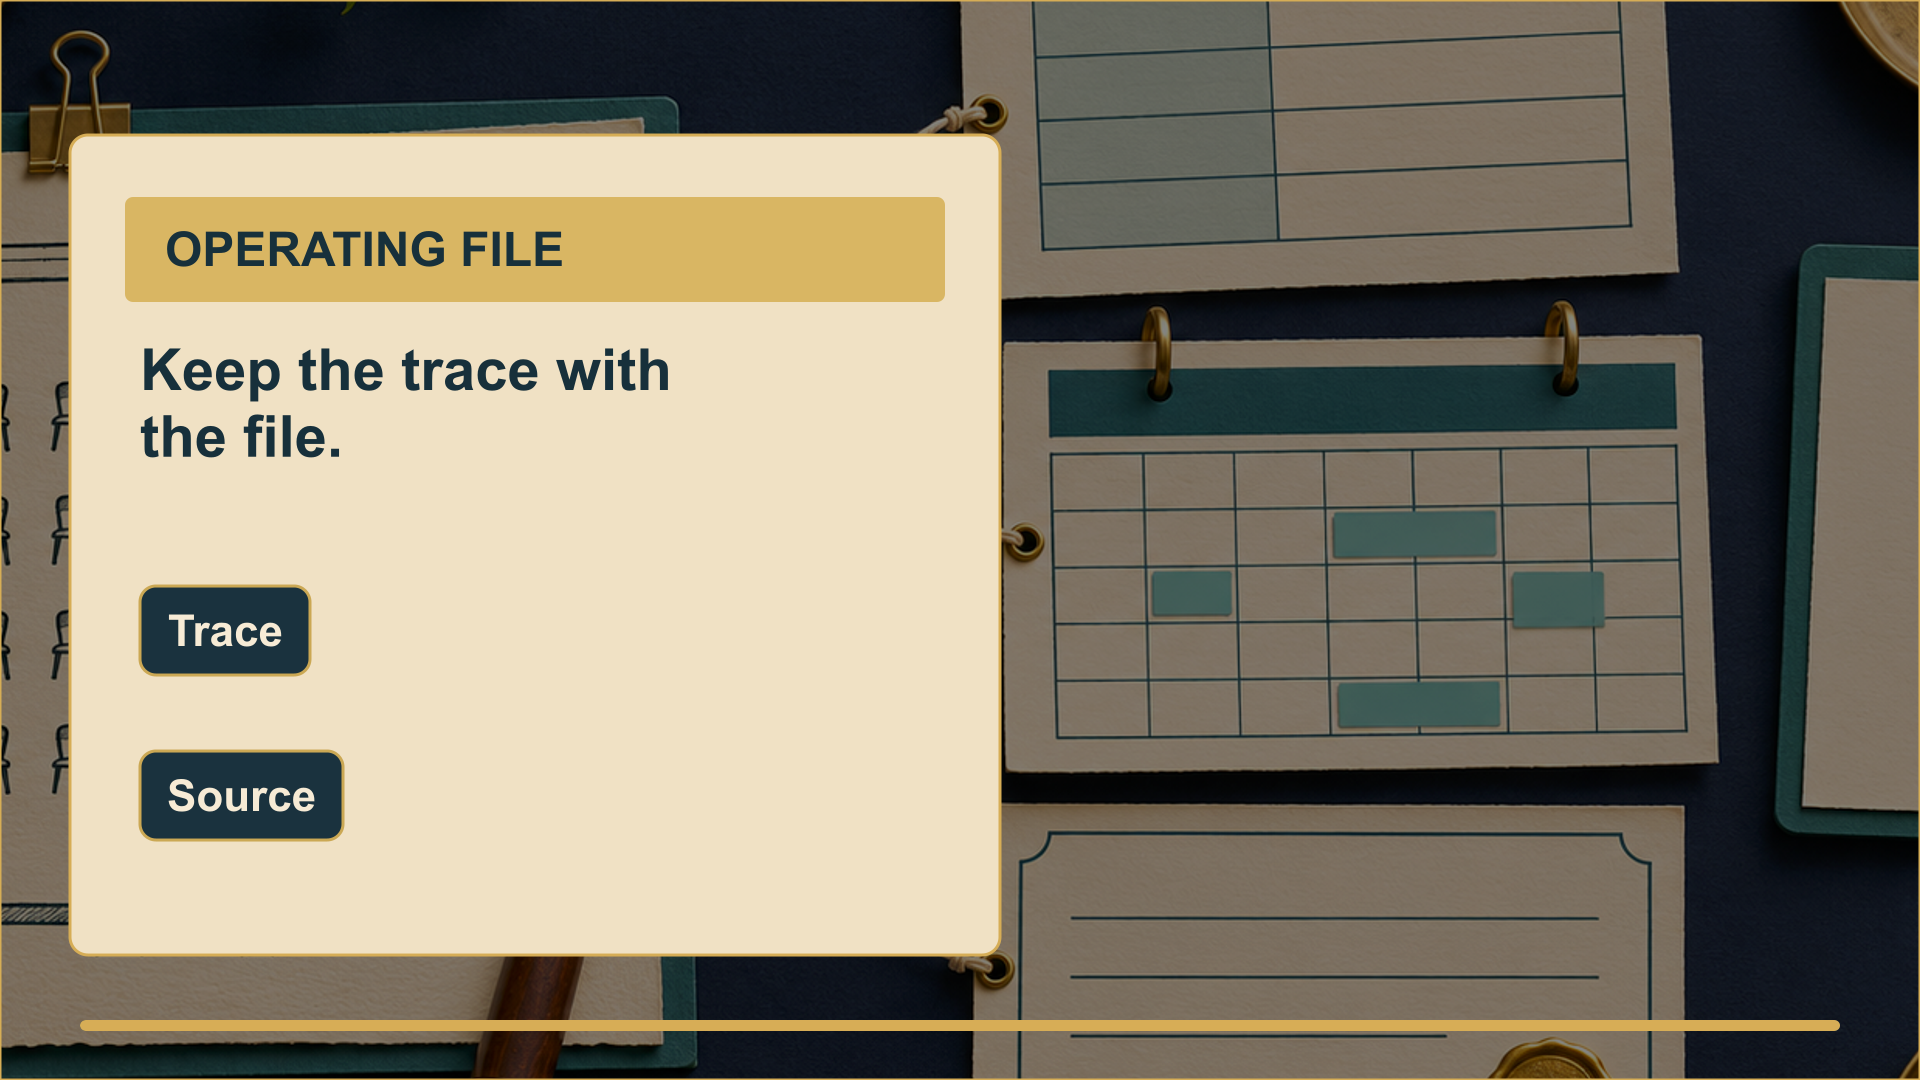 OPERATING FILE
Keep the trace with
the file.
Trace
Source